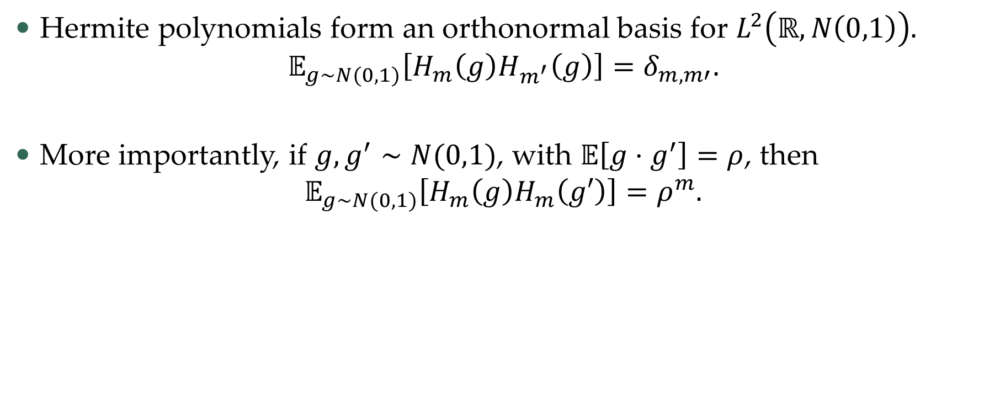 • Hermite polynomials form an orthonormal basis for $L^2(\mathbb{R}, N(0,1))$.
$\mathbb{E}_{g \sim N(0,1)}[H_m(g)H_{m'}(g)] = \delta_{m,m'}.$
• More importantly, if $g, g' \sim N(0,1)$, with $\mathbb{E}[g \cdot g'] = \rho$, then
$\mathbb{E}_{g \sim N(0,1)}[H_m(g)H_m(g')] = \rho^m.$